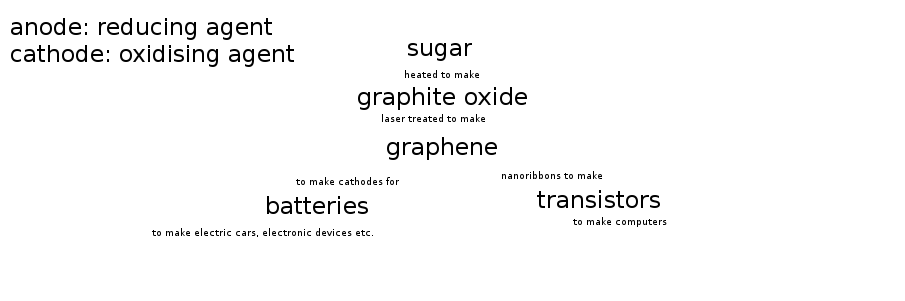 anode: reducing agent
cathode: oxidising agent
sugar
heated to make
graphite oxide
laser treated to make
graphene
to make cathodes for
batteries
to make electric cars, electronic devices etc.
nanoribbons to make
transistors
to make computers